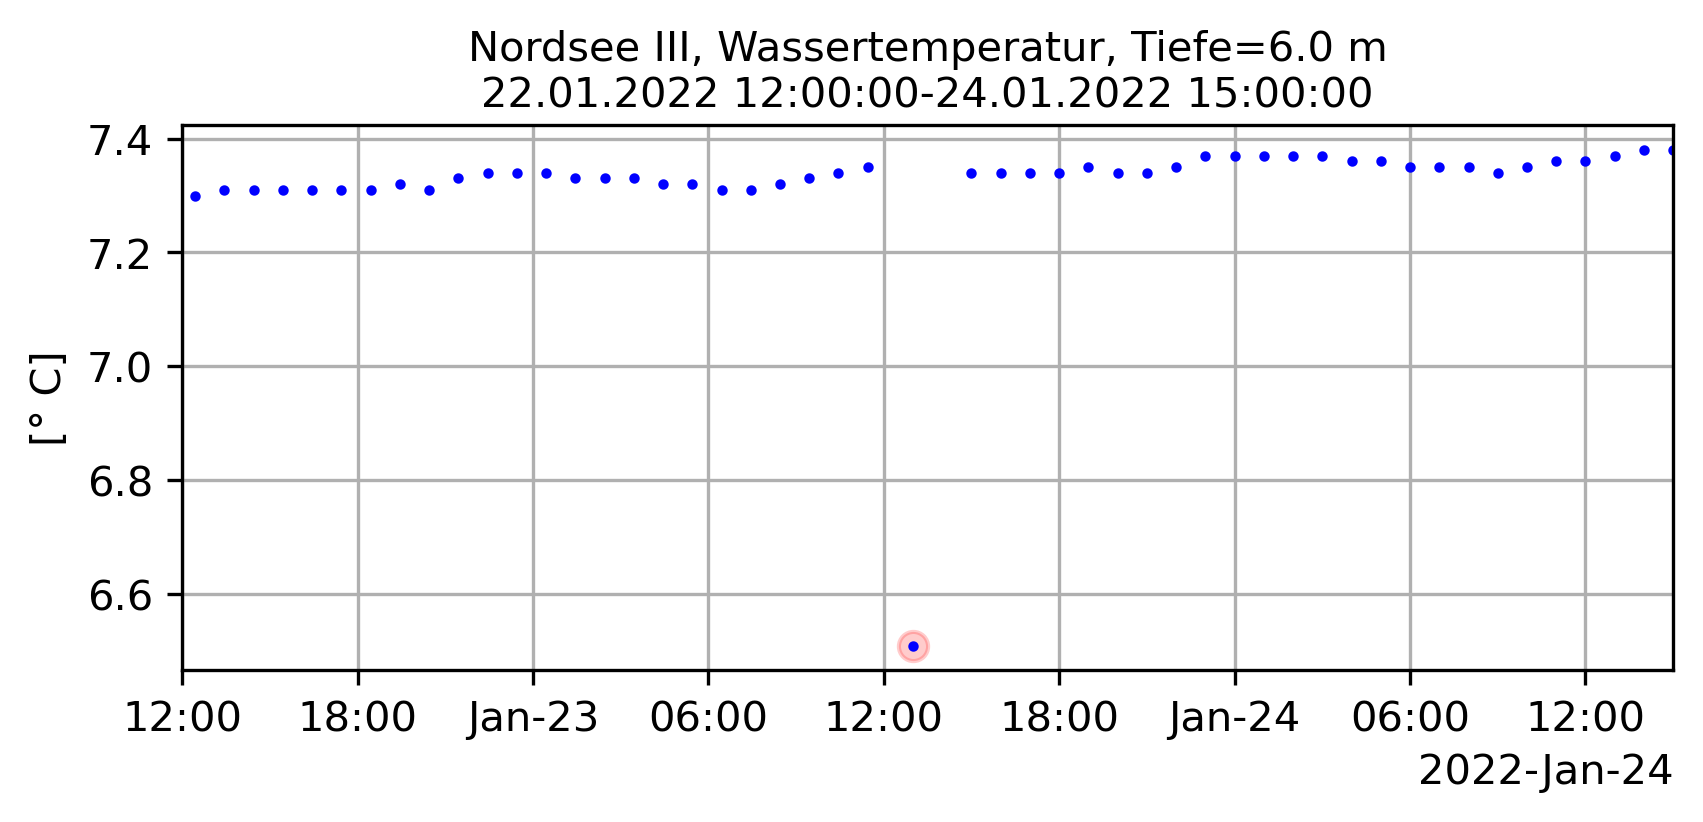 Nordsee III, Wassertemperatur, Tiefe=6.0 m
22.01.2022 12:00:00-24.01.2022 15:00:00
7.4
7.2
7.0
6.8
6.6
[° C]
12:00 18:00 Jan-23 06:00 12:00 18:00 Jan-24 06:00 12:00
2022-Jan-24